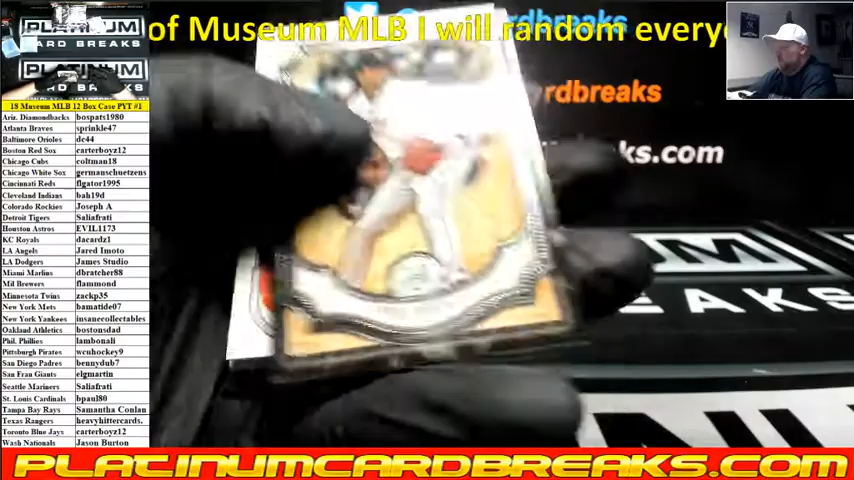 of Museum MLB I will random every
PLATINUM
CARD BREAKS
PLATINUM
18 Museum MLB 12 Box Case PYT #1
Ariz. Diamondbacks bospats1980
Atlanta Braves sprinkle47
Baltimore Orioles dc44
Boston Red Sox carterboyz12
Chicago Cubs coltman18
Chicago White Sox germanschuetzens
Cincinnati Reds flgator1995
Cleveland Indians bah19d
Colorado Rockies Joseph A
Detroit Tigers Saliafrati
Houston Astros EVIL1173
KC Royals dacardz1
LA Angels Jared Imoto
LA Dodgers James Studio
Miami Marlins dbratcher88
Mil Brewers flammond
Minnesota Twins zackp35
New York Mets bamatide07
New York Yankees insanecollectables
Oakland Athletics bostonsdad
Phil. Phillies lambonali
Pittsburgh Pirates wcuhockey9
San Diego Padres bennydub7
San Fran Giants elgmartin
Seattle Mariners Saliafrati
St. Louis Cardinals bpaul80
Tampa Bay Rays Samantha Conlan
Texas Rangers heavyhittercards.
Toronto Blue Jays carterboyz12
Wash Nationals Jason Burton
rdbreaks
rdbreaks
ks.com
UM
EAKS
PLATINUMCARDBREAKS.COM